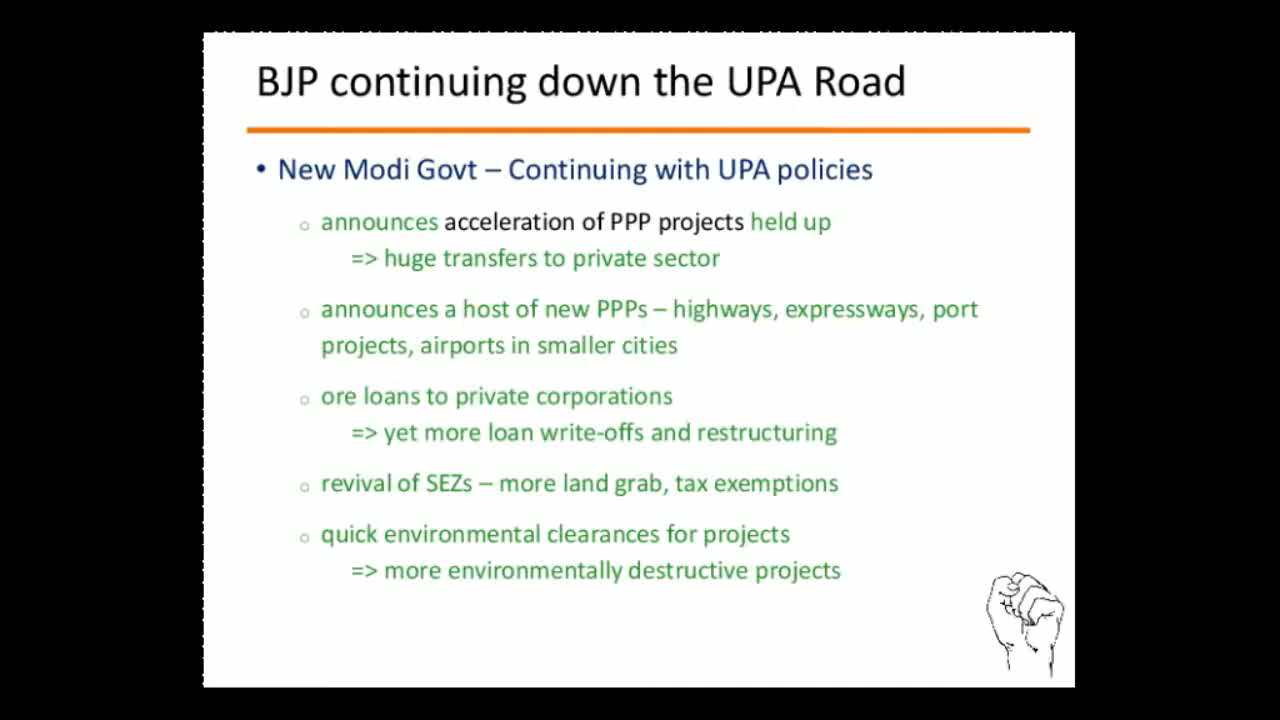 BJP continuing down the UPA Road
• New Modi Govt – Continuing with UPA policies
o announces acceleration of PPP projects held up
=> huge transfers to private sector
o announces a host of new PPPs – highways, expressways, port
projects, airports in smaller cities
o ore loans to private corporations
=> yet more loan write-offs and restructuring
o revival of SEZs – more land grab, tax exemptions
o quick environmental clearances for projects
=> more environmentally destructive projects